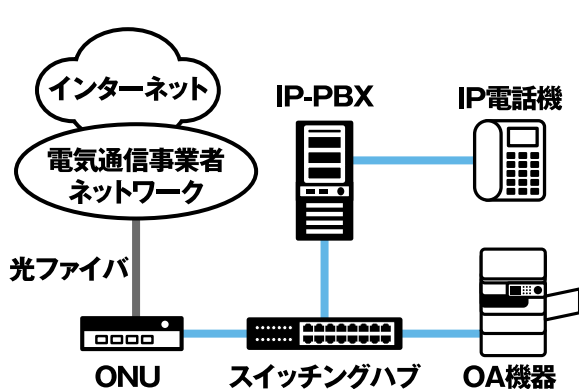 インターネット
電気通信事業者
ネットワーク
光ファイバ
IP-PBX
IP電話機
ONU
スイッチングハブ
OA機器